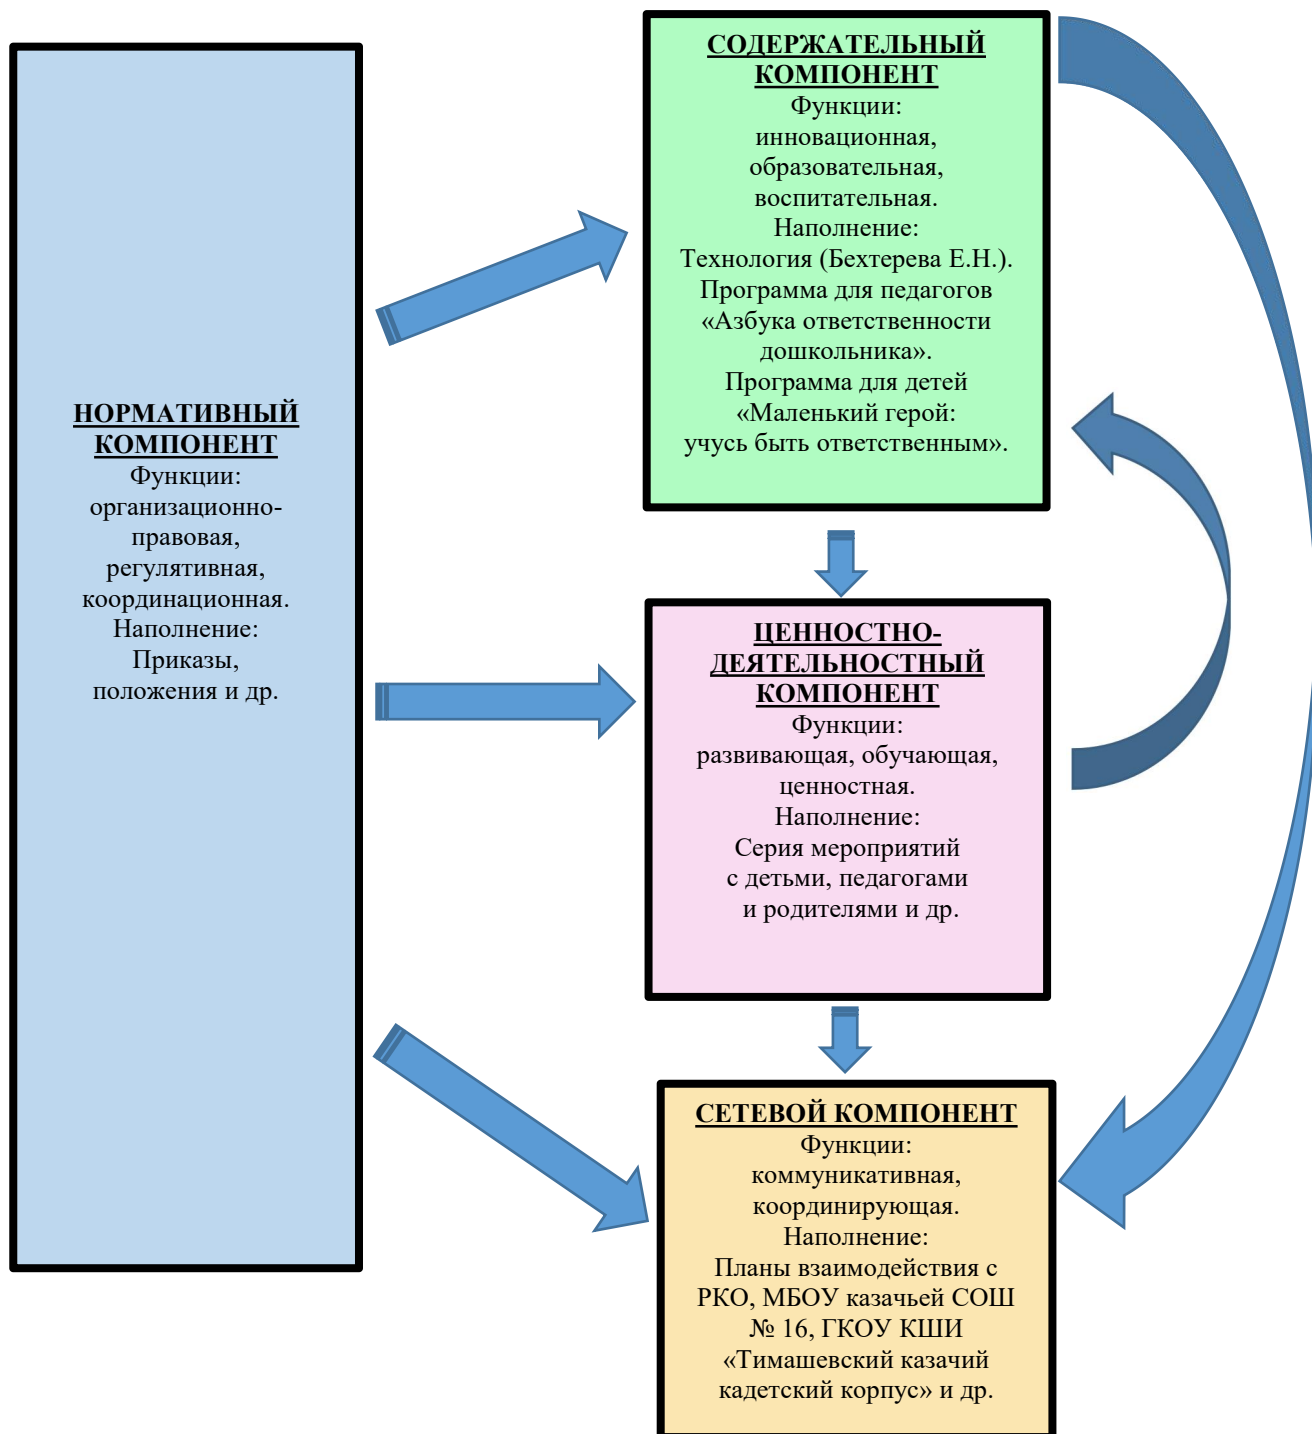 НОРМАТИВНЫЙ
КОМПОНЕНТ
Функции:
организационно-
правовая,
регулятивная,
координационная.
Наполнение:
Приказы,
положения и др.
СОДЕРЖАТЕЛЬНЫЙ
КОМПОНЕНТ
Функции:
инновационная,
образовательная,
воспитательная.
Наполнение:
Технология (Бехтерева Е.Н.).
Программа для педагогов
«Азбука ответственности
дошкольника».
Программа для детей
«Маленький герой:
учусь быть ответственным».
ЦЕННОСТНО-
ДЕЯТЕЛЬНОСТНЫЙ
КОМПОНЕНТ
Функции:
развивающая, обучающая,
ценностная.
Наполнение:
Серия мероприятий
с детьми, педагогами
и родителями и др.
СЕТЕВОЙ КОМПОНЕНТ
Функции:
коммуникативная,
координирующая.
Наполнение:
Планы взаимодействия с
РКО, МБОУ казачьей СОШ
№ 16, ГКОУ КШИ
«Тимашевский казачий
кадетский корпус» и др.